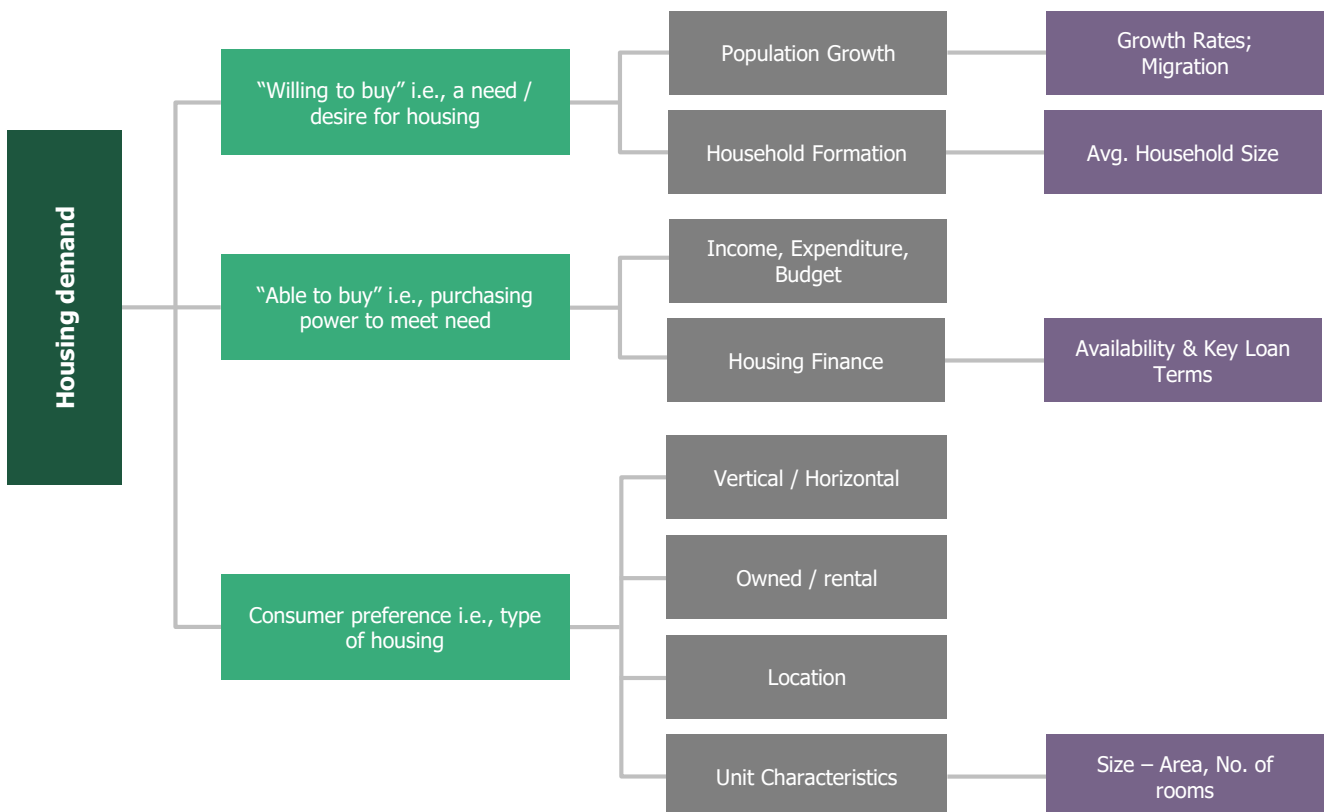 Housing demand
“Willing to buy” i.e., a need /
desire for housing
Population Growth
Growth Rates;
Migration
Household Formation
Avg. Household Size
“Able to buy” i.e., purchasing
power to meet need
Income, Expenditure,
Budget
Housing Finance
Availability & Key Loan
Terms
Consumer preference i.e., type
of housing
Vertical / Horizontal
Owned / rental
Location
Unit Characteristics
Size – Area, No. of
rooms